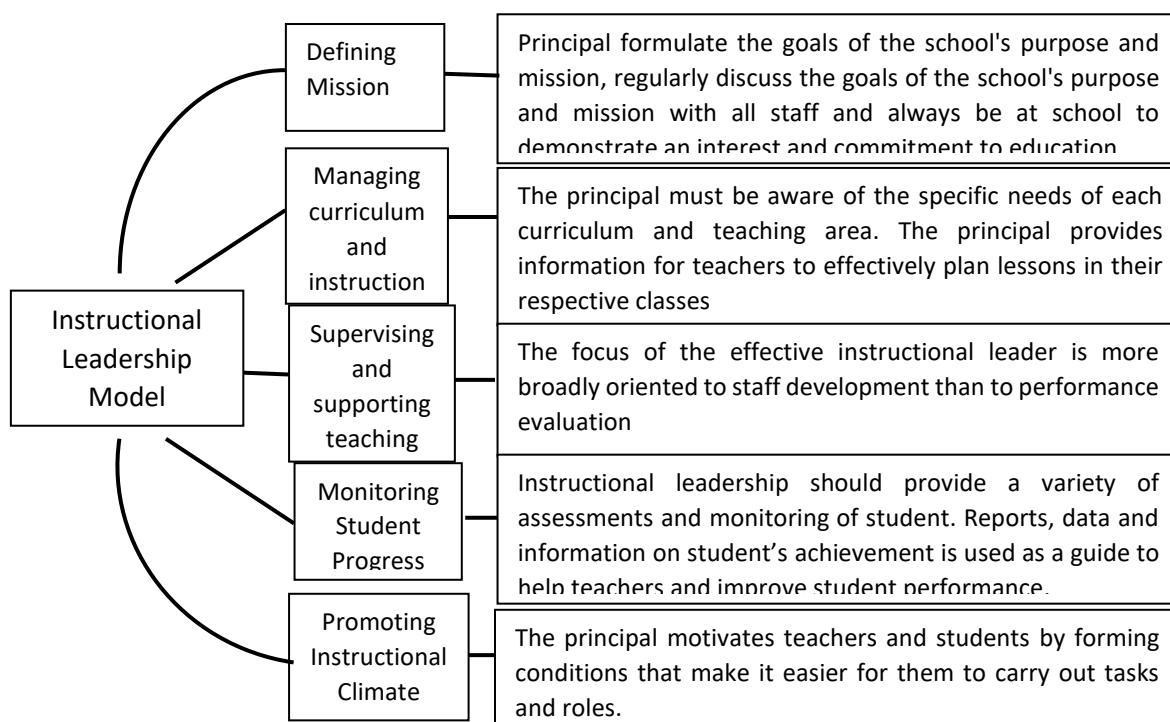 Defining
Mission
Principal formulate the goals of the school's purpose and
mission, regularly discuss the goals of the school's purpose
and mission with all staff and always be at school to
demonstrate an interest and commitment to education
Managing
curriculum
and
instruction
The principal must be aware of the specific needs of each
curriculum and teaching area. The principal provides
information for teachers to effectively plan lessons in their
respective classes
Instructional
Leadership
Model
Supervising
and
supporting
teaching
The focus of the effective instructional leader is more
broadly oriented to staff development than to performance
evaluation
Monitoring
Student
Progress
Instructional leadership should provide a variety of
assessments and monitoring of student. Reports, data and
information on student’s achievement is used as a guide to
help teachers and improve student performance.
Promoting
Instructional
Climate
The principal motivates teachers and students by forming
conditions that make it easier for them to carry out tasks
and roles.